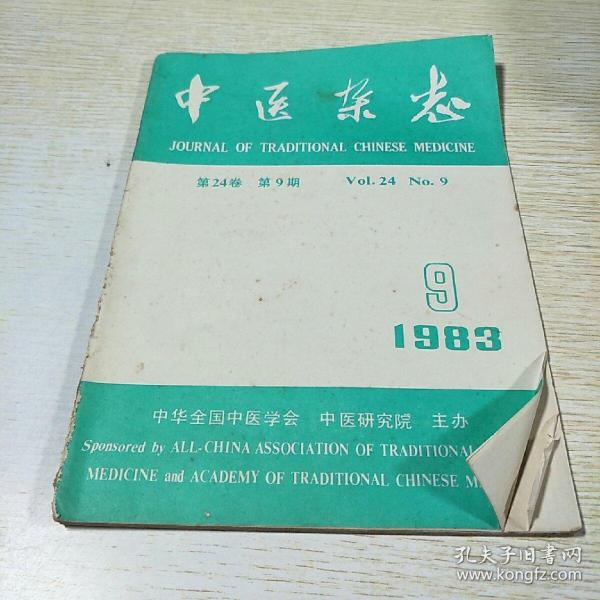 中医杂志
JOURNAL OF TRADITIONAL CHINESE MEDICINE
第24卷 第9期 Vol. 24 No. 9
9
1983
中华全国中医学会 中医研究院 主办
Sponsored by ALL-CHINA ASSOCIATION OF TRADITIONAL
MEDICINE and ACADEMY OF TRADITIONAL CHINESE M
孔夫子旧书网
www.kongfz.com